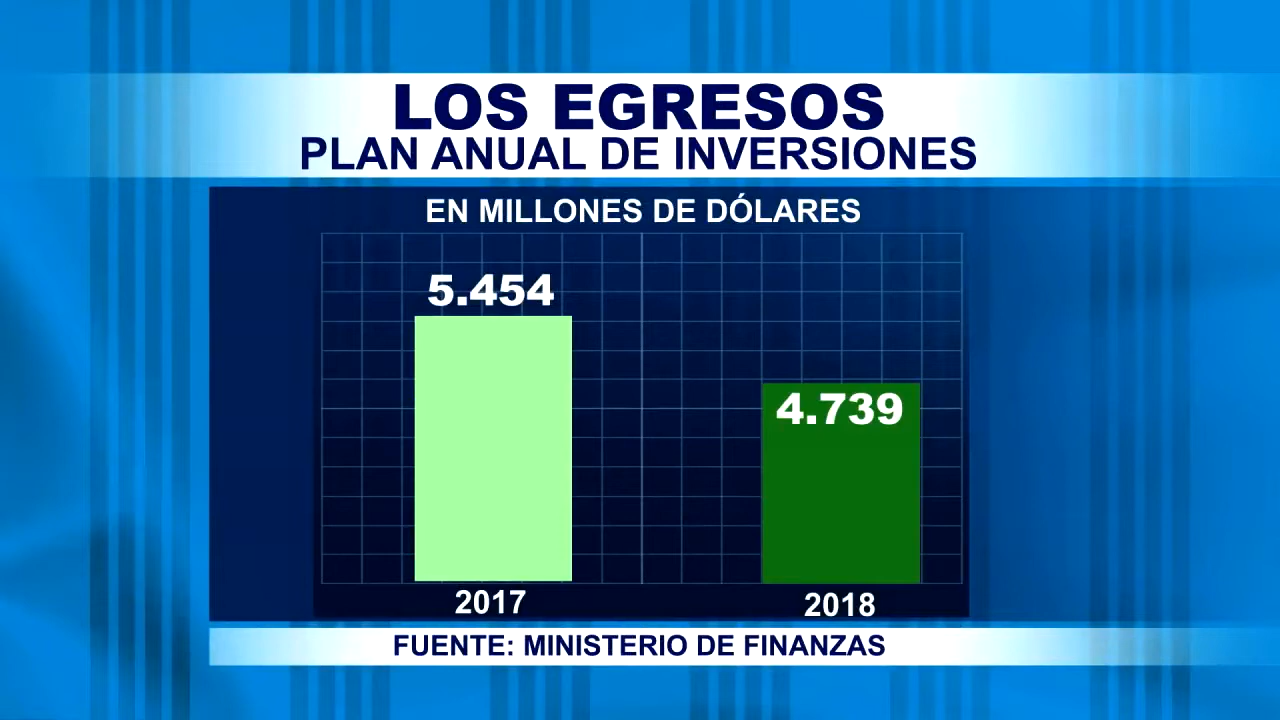 LOS EGRESOS
PLAN ANUAL DE INVERSIONES
EN MILLONES DE DÓLARES
5.454
4.739
2017
2018
FUENTE: MINISTERIO DE FINANZAS